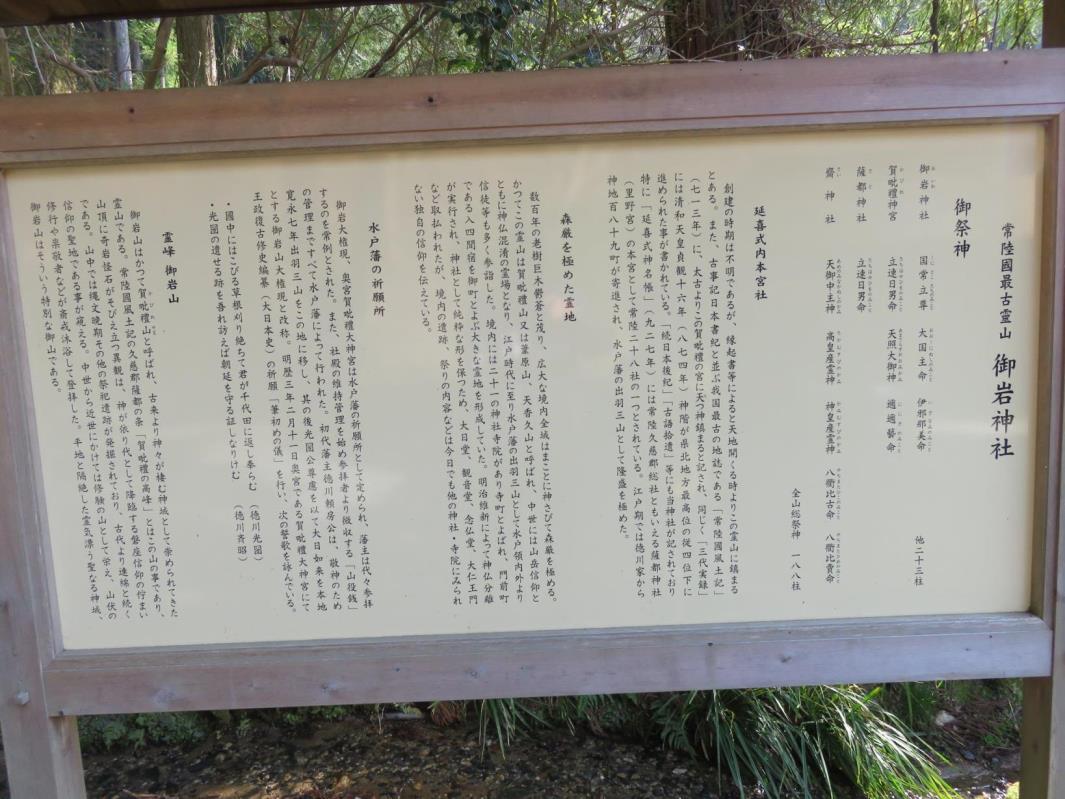 常陸國最古霊山 御岩神社
御祭神
御岩神社 国常立尊 大国主命 伊邪那美命 他二十三柱
賀毗禮神宮 立速日男命 天照大御神 邇邇藝命
薩都神社 立速日男命
齋神社 天御中主神 高皇産霊神 神皇産霊神 八衢比古命 八衢比賣命
全山総祭神 一八八柱
延喜式内本宮社
創建の時期は不明であるが、縁起書等によると天地開くる時よりこの霊山に鎮まる
とある。また、古事記日本書紀と並ぶ我国最古の地誌である「常陸國風土記」
(七一三年)に、太古よりこの賀毗禮の宮に天つ神鎮まると記され、同じく「三代実録」
には清和天皇貞観十六年(八七四年)神階が県北地方最高位の従四位下に
進められた事が書かれている。「続日本後紀」「古語拾遺」等にも当神社が記されており
特に「延喜式神名帳」(九二七年)には常陸久慈郡総社ともいえる薩都神社
(里野宮)の本宮として常陸二十八社の一つとされている。江戸期では徳川家から
神地百八十九町が寄進され、水戸藩の出羽三山として隆盛を極めた。
森厳を極めた霊地
数百年の老樹巨木鬱蒼と茂り、広大な境内全域はまことに神さびて森厳を極める。
かつてこの霊山は賀毗禮山又は葦原山、天香久山と呼ばれ、中世には山岳信仰と
ともに神仏混淆の霊場となり、江戸時代に至り水戸藩の出羽三山として水戸領内外より
信徒等も多く参詣した。境内には二十一の神社寺院があり寺町とよばれ、門前町
である八四間宿を御町とよぶ大きな霊地を形成していた。明治維新によって神仏分離
が実行され、神社として純粋な形を保つため、大日堂、観音堂、念仏堂、大仁王門
など取払われたが、境内の遺跡、祭りの内容などは今日でも他の神社・寺院にみられ
ない独自の信仰を伝えている。
水戸藩の祈願所
御岩大権現、奥宮賀毗禮大神宮は水戸藩の祈願所として定められ、藩主は代々参拝
するのを常例とされた。また、社殿の維持管理を始め参拝者より徴収する「山役銭」
の管理まですべて水戸藩によって行われた。初代藩主徳川頼房公は、敬神のため
寛永七年出羽三山をこの地に移し、其の後光圀公尊慮を以て大日如来を本地
とする御岩山大権現と改称。明暦三年二月十一日奥宮である賀毗禮大神宮にて
王政復古修史編纂(大日本史)の祈願「筆初めの儀」を行い、次の誓歌を詠んでいる。
・國中にはこびる草根刈り絶ちて君が千代田に返し奉らむ (徳川光圀)
・光圀の遺せる跡を吾れ訪えば朝廷を守る証しなりけむ (徳川斉昭)
霊峰 御岩山
御岩山はかつて賀毗禮山と呼ばれ、古来より神々が棲む神域として崇められてきた
霊山である。常陸國風土記の久慈郡薩都の条「賀毗禮の高峰」とはこの山の事であり、
山頂に奇岩怪石がそびえ立つ異観は、神が依り代として降臨する磐座信仰の佇まい
である。山中では縄文晩期その他の祭祀遺跡が発掘されており、古代より連綿と続く
信仰の聖地である事が窺える。中世から近世にかけては修験の山として栄え、山伏の
修行や崇敬者などが斎戒沐浴して登拝した。平地と隔絶した霊気漂う聖なる神域、
御岩山はそういう特別な御山である。